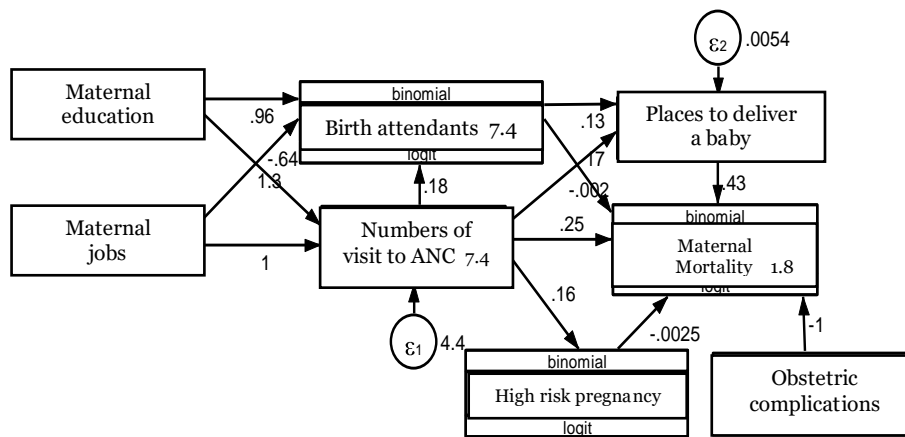 ε2 .0054
Maternal
education
binomial
Birth attendants 7.4
logit
Places to deliver
a baby
.96
.13
-.64
1.3
.17
-.002
.18
.43
Maternal
jobs
1
Numbers of
visit to ANC 7.4
.25
binomial
Maternal
Mortality 1.8
logit
.16
-.0025
-1
ε1 4.4
binomial
High risk pregnancy
logit
Obstetric
complications